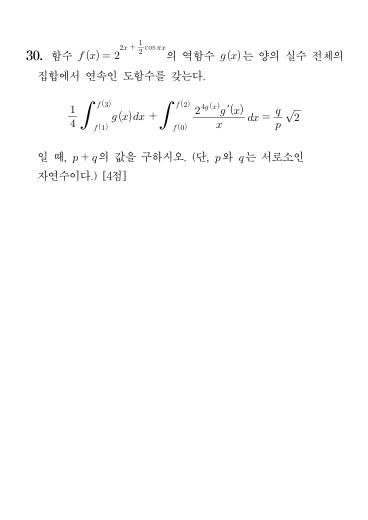 30. 함수 $f(x)=2^{2x+\frac{1}{2}\cos \pi x}$의 역함수 $g(x)$는 양의 실수 전체의
집합에서 연속인 도함수를 갖는다.
$\frac{1}{4}\int_{f(1)}^{f(3)} g(x)dx + \int_{f(0)}^{f(2)} \frac{2^{4g(x)}g'(x)}{x}dx = \frac{q}{p}\sqrt{2}$
일 때, $p+q$의 값을 구하시오. (단, $p$와 $q$는 서로소인
자연수이다.) [4점]